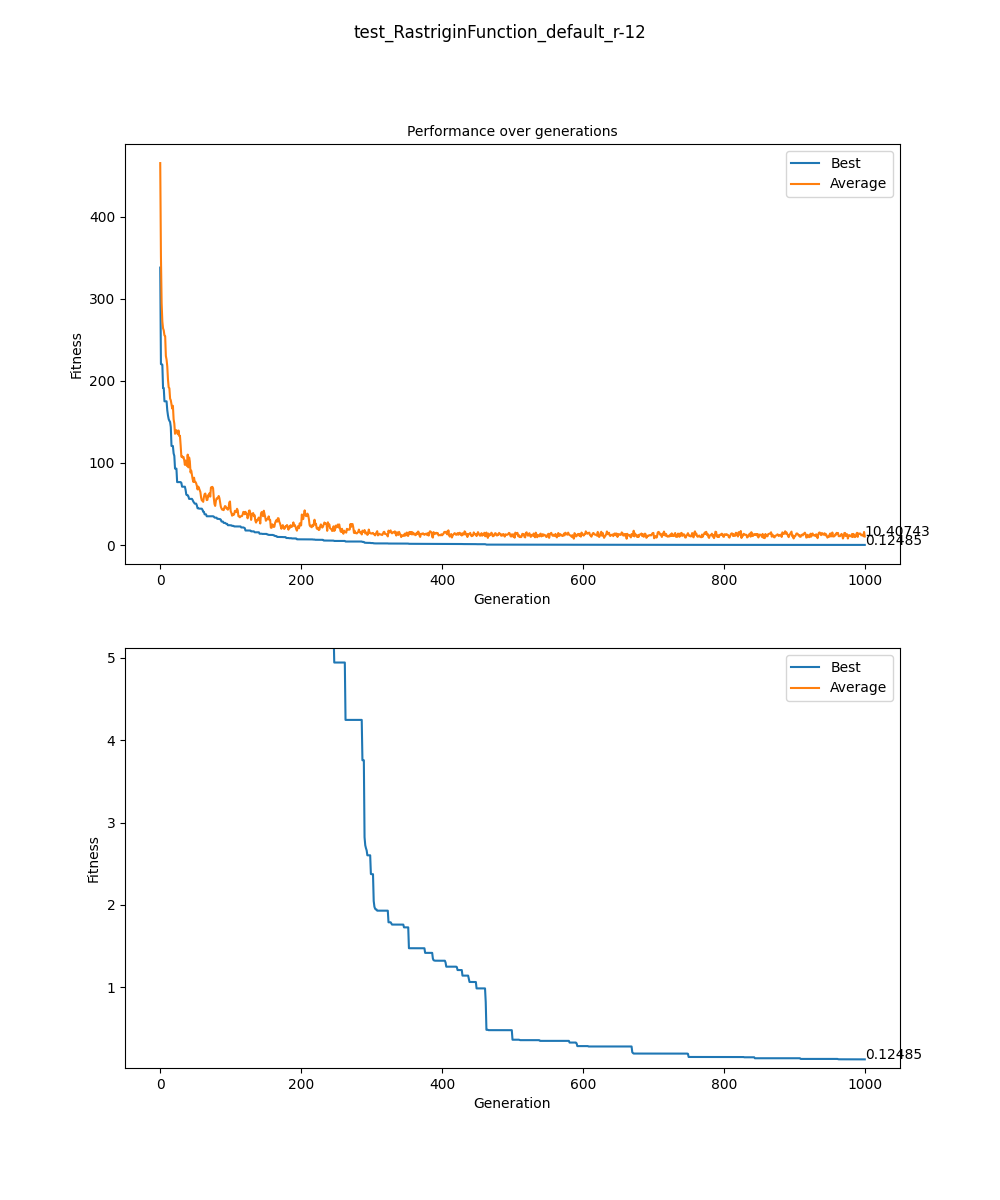 test_RastriginFunction_default_r-12
Performance over generations
Best
Average
400
300
200
100
0
Fitness
10.40743
0.12485
0 200 400 600 800 1000
Generation
Best
Average
5
4
3
2
1
Fitness
0.12485
0 200 400 600 800 1000
Generation